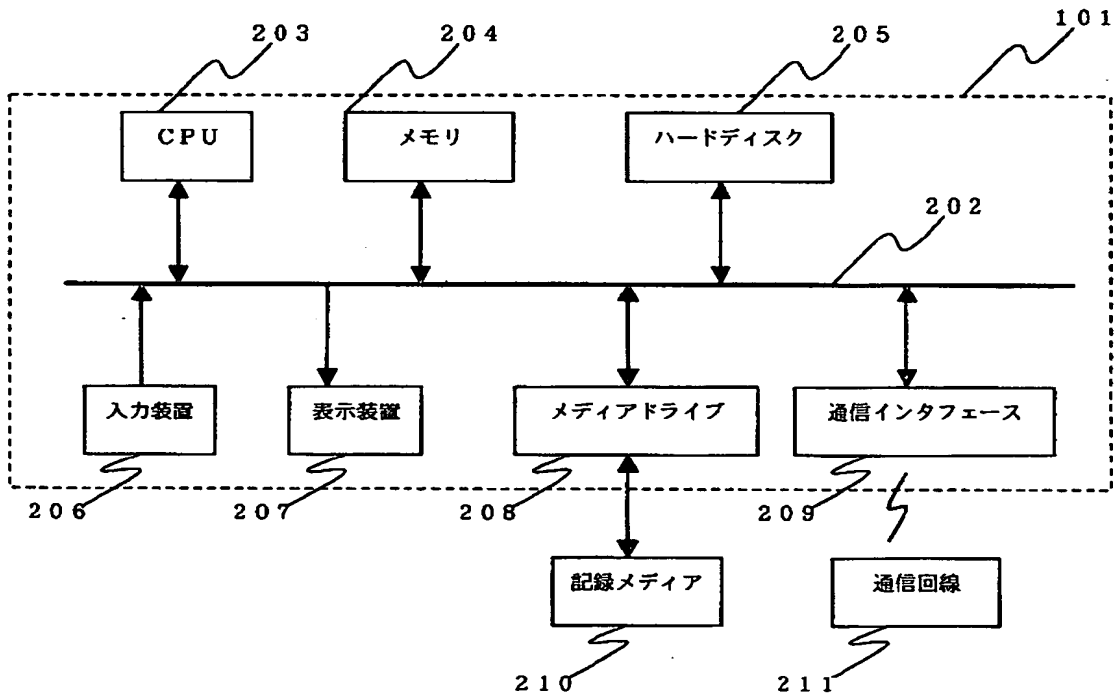 101
203
204
205
CPU
メモリ
ハードディスク
202
入力装置
表示装置
メディアドライブ
通信インタフェース
206
207
208
209
記録メディア
通信回線
210
211